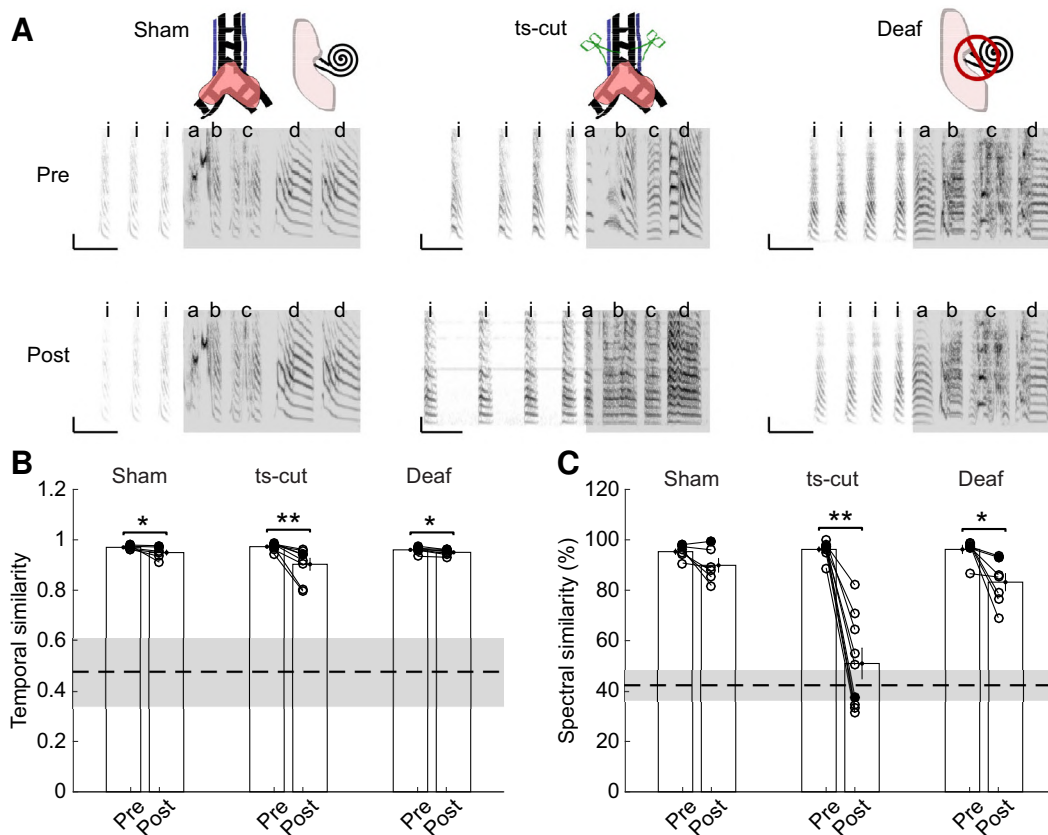 A
Sham
ts-cut
Deaf
i i i a b c d d
i i i i a b c d
i i i i a b c d
Pre
i i i a b c d d
i i i i a b c d
i i i i a b c d
Post
B
Sham
ts-cut
Deaf
1.2
1
0.8
0.6
0.4
0.2
0
Temporal similarity
*
**
*
Pre
Post
Pre
Post
Pre
Post
C
Sham
ts-cut
Deaf
120
100
80
60
40
20
0
Spectral similarity (%)
**
*
Pre
Post
Pre
Post
Pre
Post